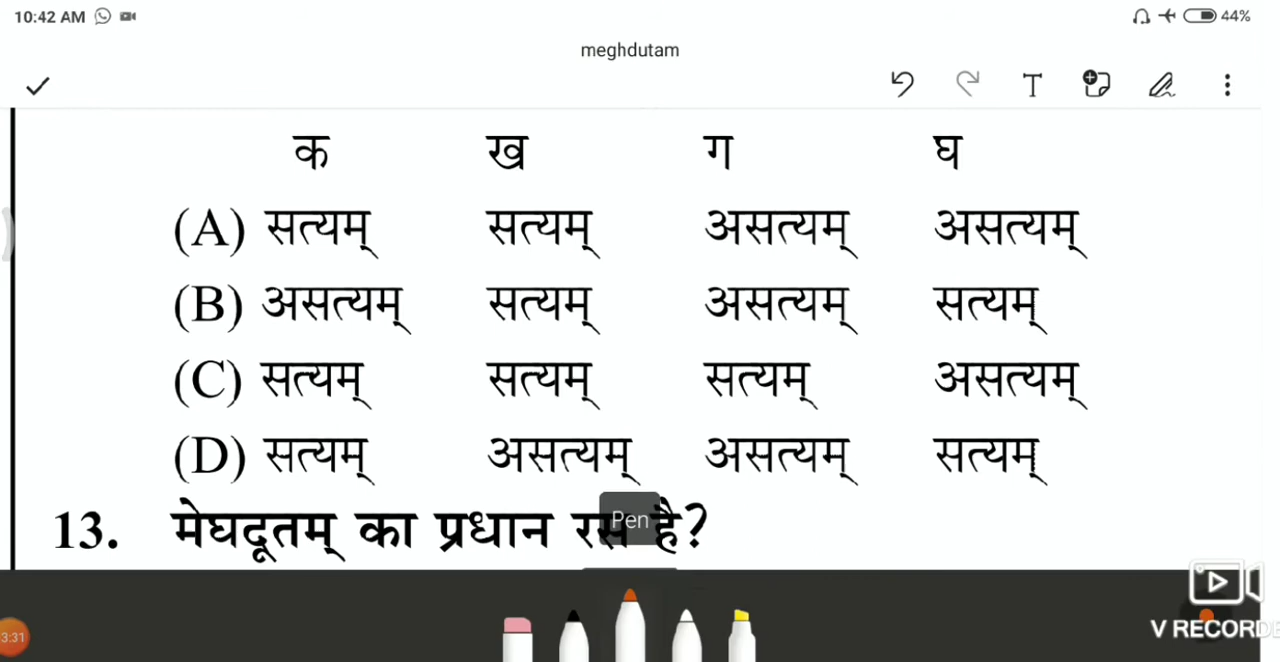 10:42 AM 44%
meghdutam
T
क ख ग घ
(A) सत्यम् सत्यम् असत्यम् असत्यम्
(B) असत्यम् सत्यम् असत्यम् सत्यम्
(C) सत्यम् सत्यम् सत्यम् असत्यम्
(D) सत्यम् असत्यम् असत्यम् सत्यम्
13. मेघदूतम् का प्रधान रस है?
Pen
3:31
V RECORDE